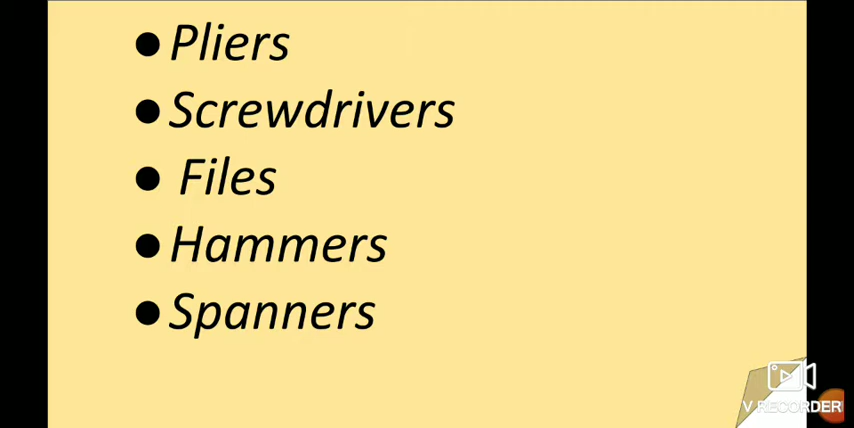 ● Pliers
● Screwdrivers
● Files
● Hammers
● Spanners
V RECORDER